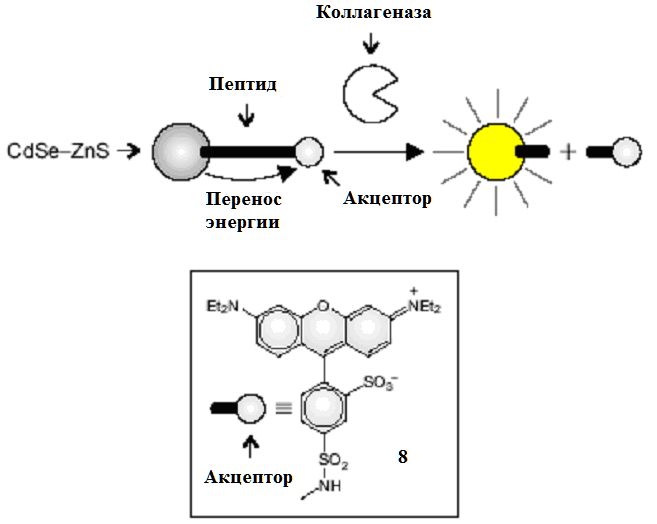 Коллагеназа
Пептид
CdSe–ZnS
Перенос
энергии
Акцептор
+
Et₂N
O
+
NEt₂
SO₃⁻
≡
Акцептор
SO₂
NH
8